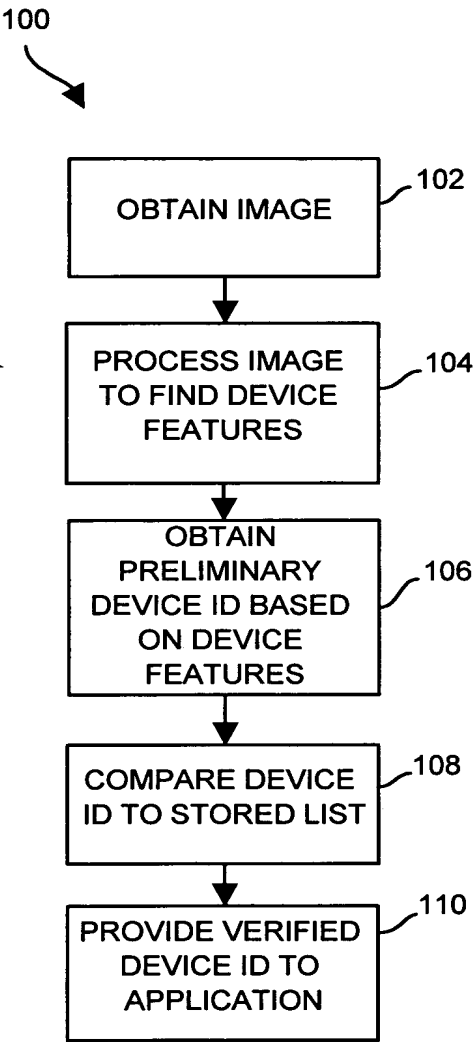 100
OBTAIN IMAGE
102
PROCESS IMAGE
TO FIND DEVICE
FEATURES
104
OBTAIN
PRELIMINARY
DEVICE ID BASED
ON DEVICE
FEATURES
106
COMPARE DEVICE
ID TO STORED LIST
108
PROVIDE VERIFIED
DEVICE ID TO
APPLICATION
110